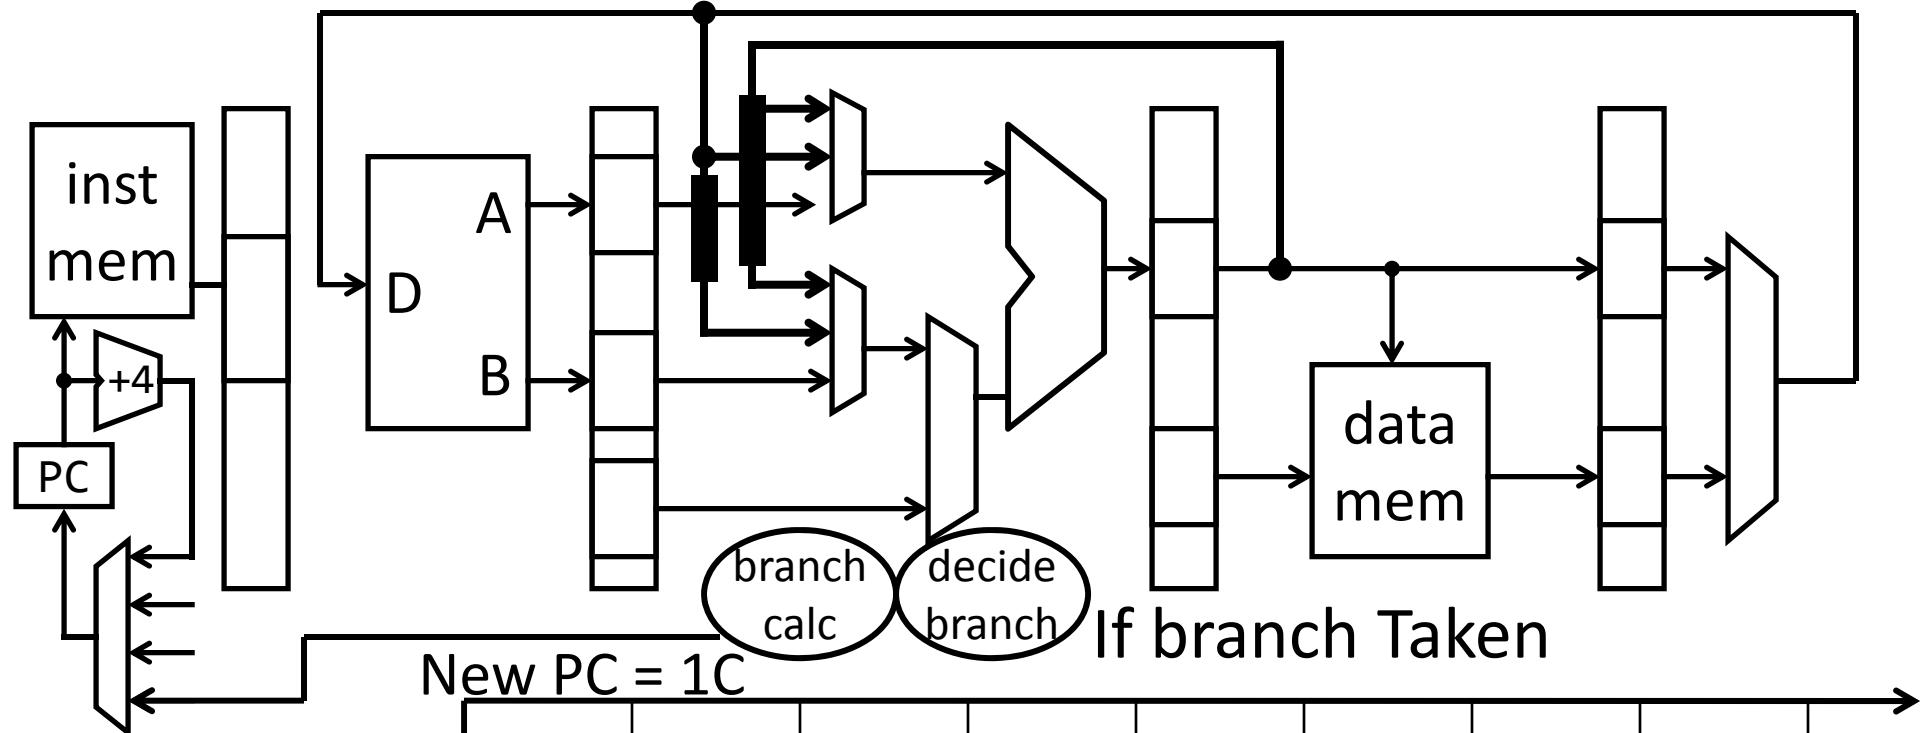 inst
mem
+4
PC
A
D
B
branch
calc
decide
branch
data
mem
If branch Taken
New PC = 1C